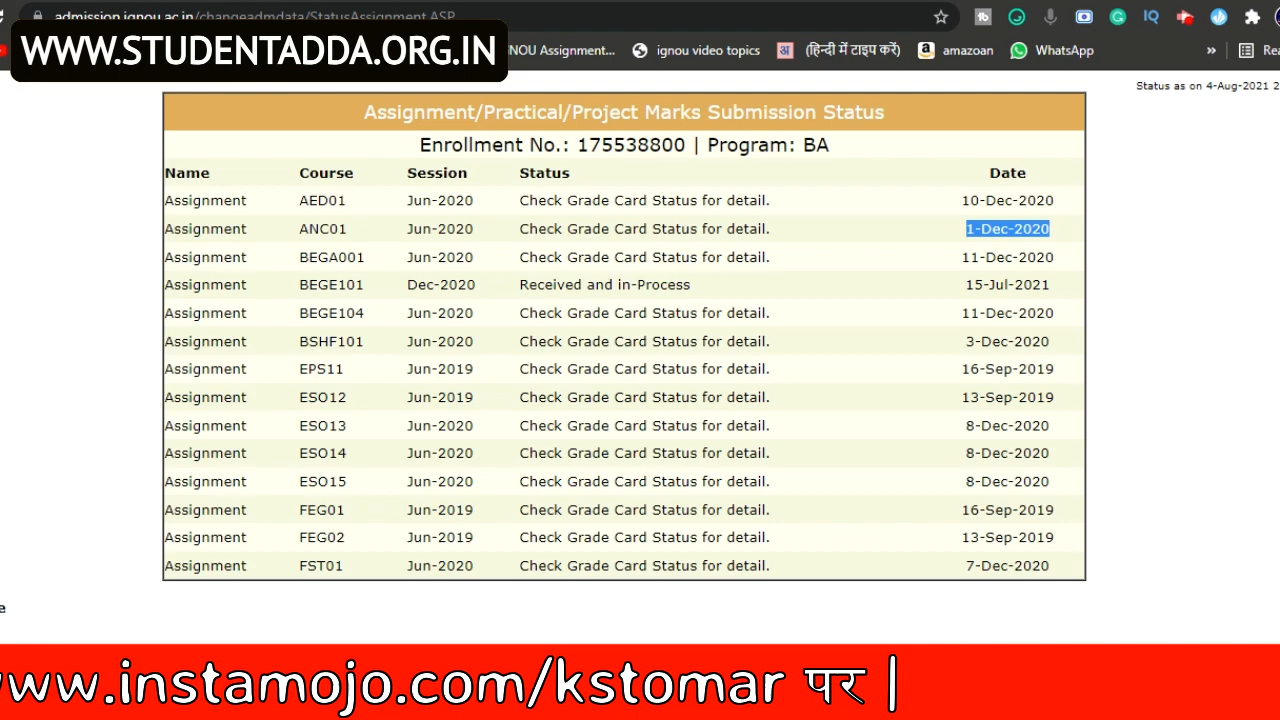 admission.ignou.ac.in/changeadmdata/StatusAssignment.ASP
WWW.STUDENTADDA.ORG.IN
NOU Assignment... ignou video topics अ (हिन्दी में टाइप करें) a amazoan WhatsApp » Rea
Status as on 4-Aug-2021 2
Assignment/Practical/Project Marks Submission Status
Enrollment No.: 175538800 | Program: BA
Name Course Session Status Date
Assignment AED01 Jun-2020 Check Grade Card Status for detail. 10-Dec-2020
Assignment ANC01 Jun-2020 Check Grade Card Status for detail. 1-Dec-2020
Assignment BEGA001 Jun-2020 Check Grade Card Status for detail. 11-Dec-2020
Assignment BEGE101 Dec-2020 Received and in-Process 15-Jul-2021
Assignment BEGE104 Jun-2020 Check Grade Card Status for detail. 11-Dec-2020
Assignment BSHF101 Jun-2020 Check Grade Card Status for detail. 3-Dec-2020
Assignment EPS11 Jun-2019 Check Grade Card Status for detail. 16-Sep-2019
Assignment ESO12 Jun-2019 Check Grade Card Status for detail. 13-Sep-2019
Assignment ESO13 Jun-2020 Check Grade Card Status for detail. 8-Dec-2020
Assignment ESO14 Jun-2020 Check Grade Card Status for detail. 8-Dec-2020
Assignment ESO15 Jun-2020 Check Grade Card Status for detail. 8-Dec-2020
Assignment FEG01 Jun-2019 Check Grade Card Status for detail. 16-Sep-2019
Assignment FEG02 Jun-2019 Check Grade Card Status for detail. 13-Sep-2019
Assignment FST01 Jun-2020 Check Grade Card Status for detail. 7-Dec-2020
e
www.instamojo.com/kstomar पर |